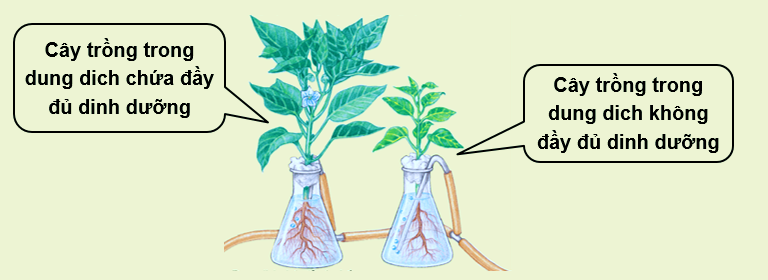 Cây trồng trong
dung dich chứa đầy
đủ dinh dưỡng
Cây trồng trong
dung dich không
đầy đủ dinh dưỡng